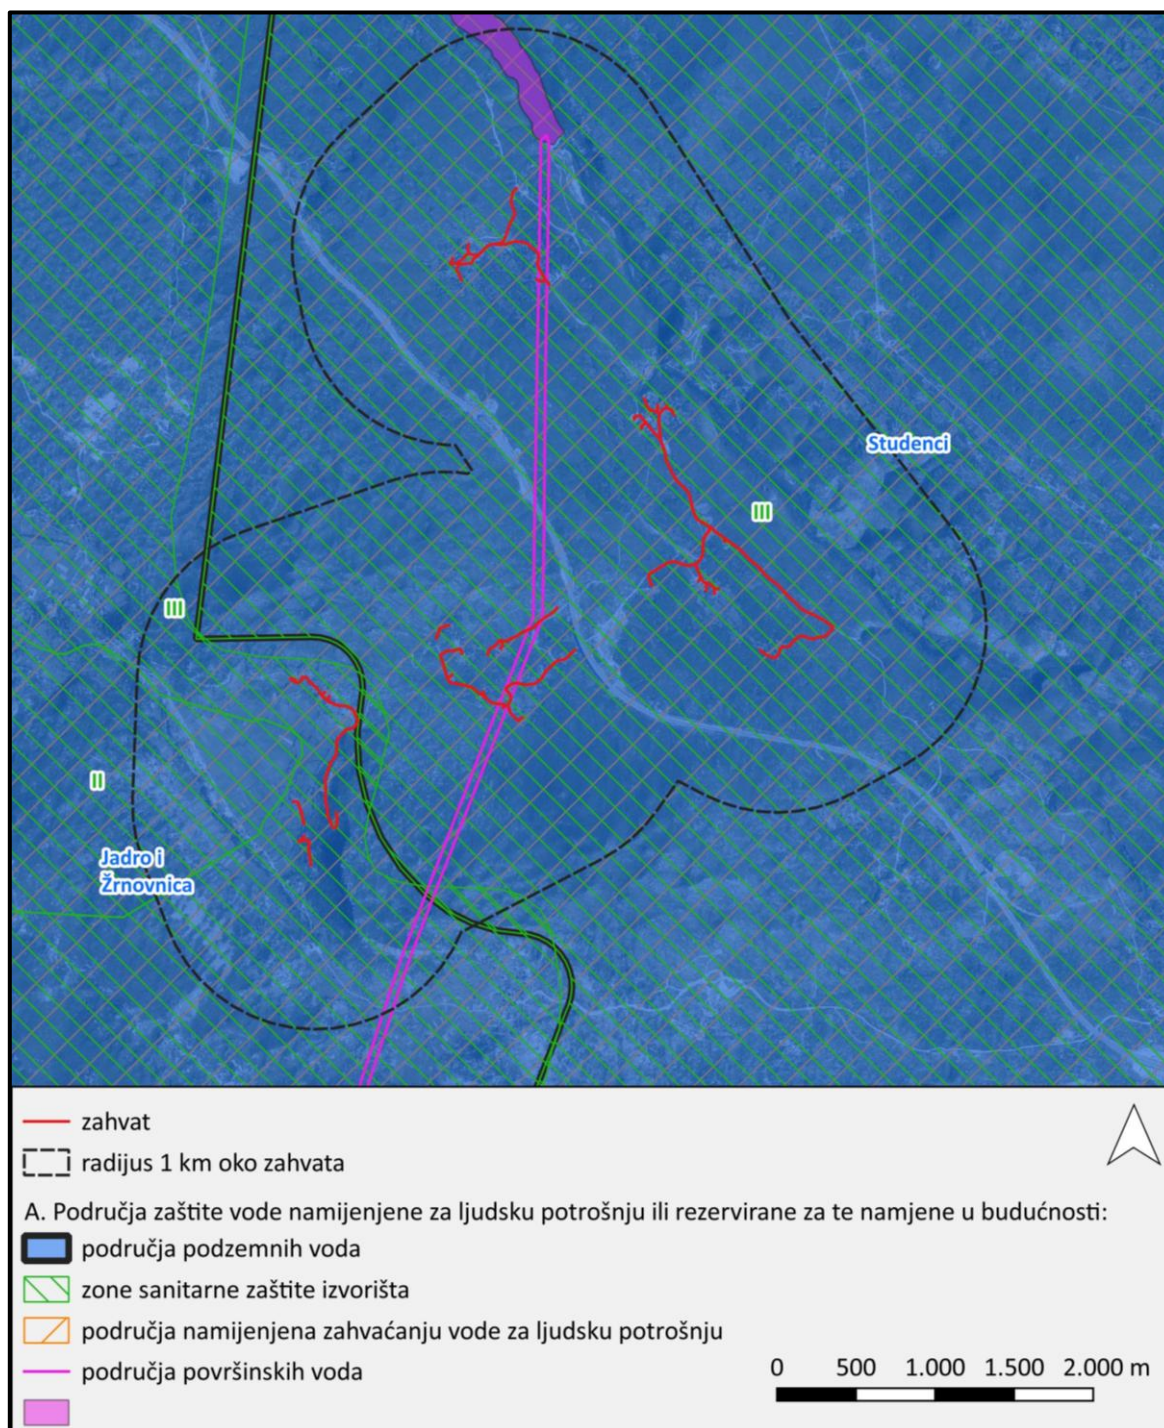 Studenci
III
III
II
Jadro i
Žrnovnica
zahvat
radijus 1 km oko zahvata
A. Područja zaštite vode namijenjene za ljudsku potrošnju ili rezervirane za te namjene u budućnosti:
područja podzemnih voda
zone sanitarne zaštite izvorišta
područja namijenjena zahvaćanju vode za ljudsku potrošnju
područja površinskih voda
0 500 1.000 1.500 2.000 m